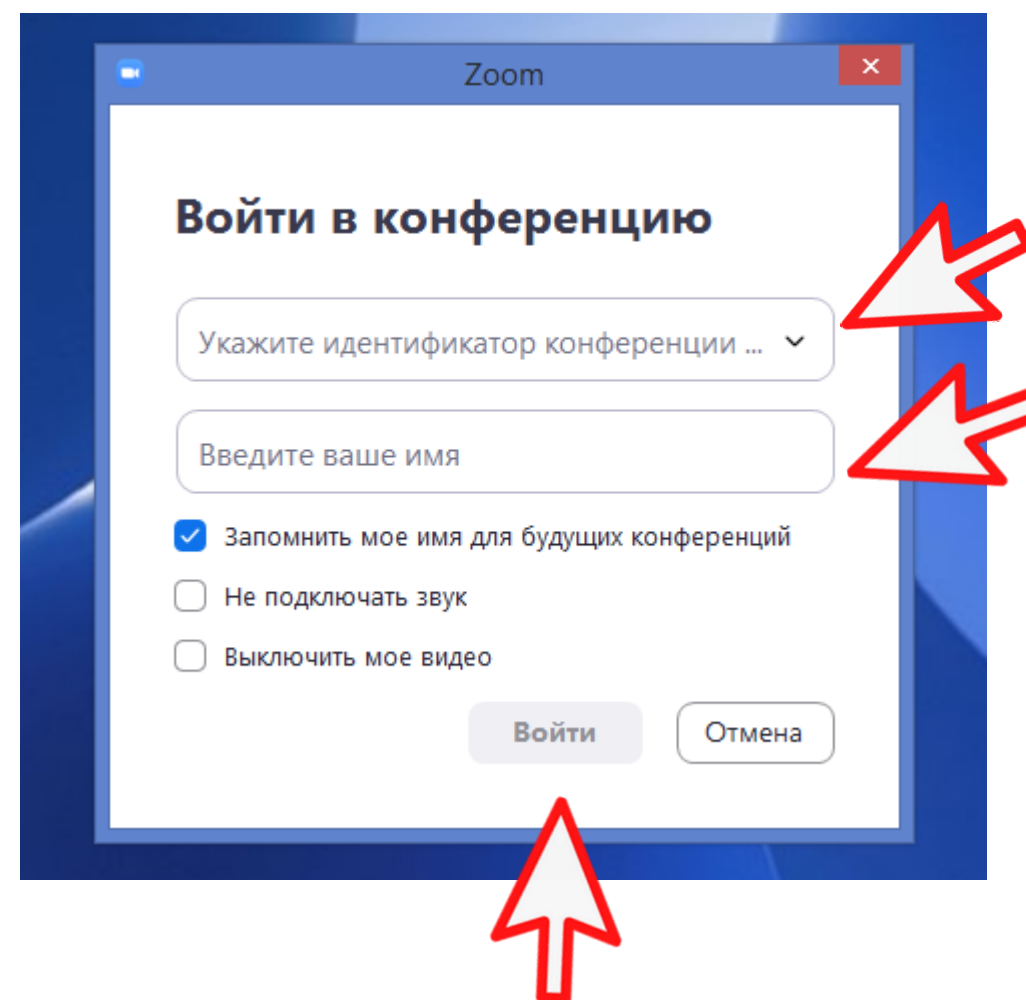 Zoom
Войти в конференцию
Укажите идентификатор конференции ...
Введите ваше имя
Запомнить мое имя для будущих конференций
Не подключать звук
Выключить мое видео
Войти
Отмена